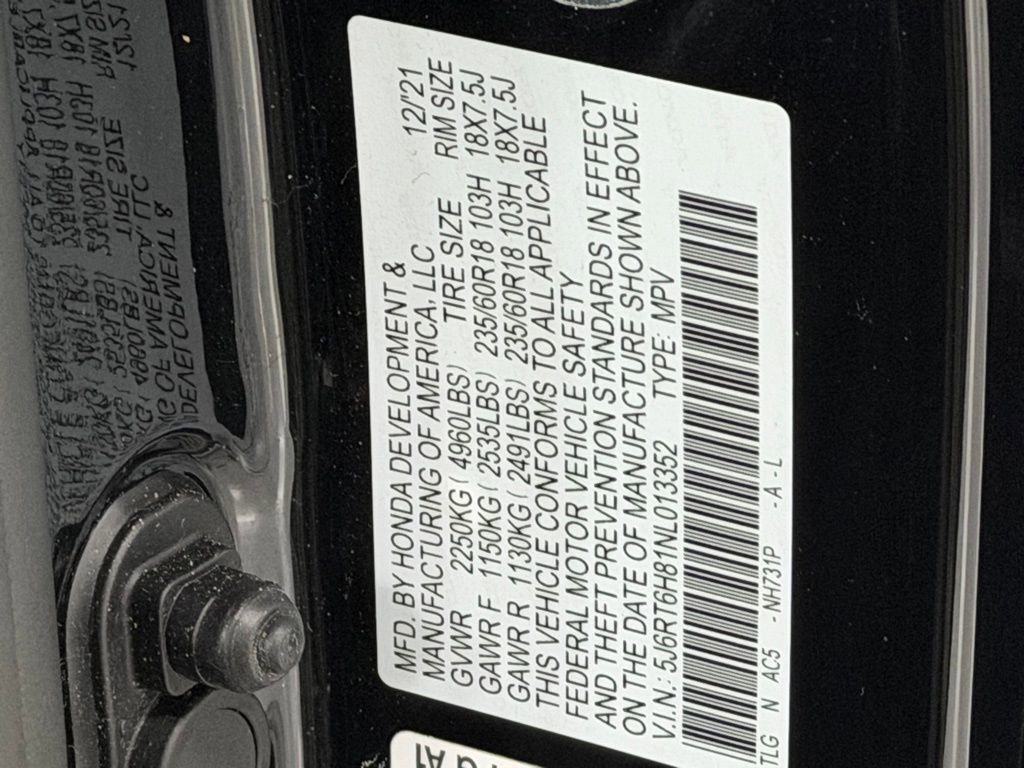 MFD. BY HONDA DEVELOPMENT & 12/'21
MANUFACTURING OF AMERICA, LLC
GVWR 2250KG ( 4960LBS) TIRE SIZE RIM SIZE
GAWR F 1150KG ( 2535LBS) 235/60R18 103H 18X7.5J
GAWR R 1130KG ( 2491LBS) 235/60R18 103H 18X7.5J
THIS VEHICLE CONFORMS TO ALL APPLICABLE
FEDERAL MOTOR VEHICLE SAFETY
AND THEFT PREVENTION STANDARDS IN EFFECT
ON THE DATE OF MANUFACTURE SHOWN ABOVE.
V.I.N.: 5J6RT6H81NL013352 TYPE: MPV
TLG N AC5 -NH731P -A-L